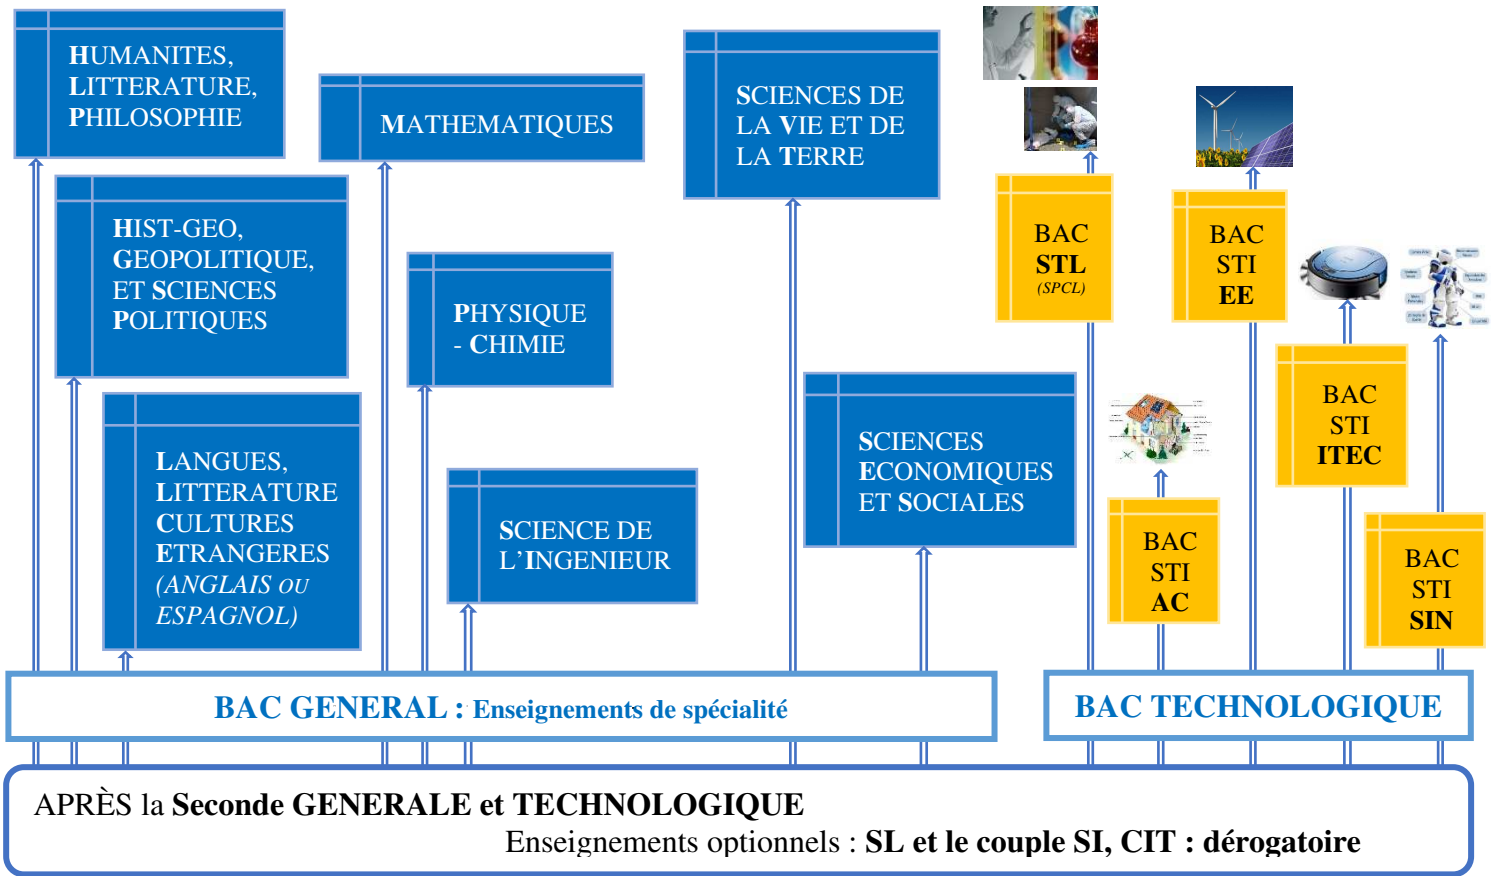 HUMANITES,
LITTERATURE,
PHILOSOPHIE
MATHEMATIQUES
SCIENCES DE
LA VIE ET DE
LA TERRE
HIST-GEO,
GEOPOLITIQUE,
ET SCIENCES
POLITIQUES
PHYSIQUE
- CHIMIE
LANGUES,
LITTERATURE
CULTURES
ETRANGERES
(ANGLAIS OU
ESPAGNOL)
SCIENCE DE
L'INGENIEUR
SCIENCES
ECONOMIQUES
ET SOCIALES
BAC
STL
(SPCL)
BAC
STI
EE
BAC
STI
ITEC
BAC
STI
AC
BAC
STI
SIN
BAC GENERAL : Enseignements de spécialité
BAC TECHNOLOGIQUE
APRÈS la Seconde GENERALE et TECHNOLOGIQUE
Enseignements optionnels : SL et le couple SI, CIT : dérogatoire